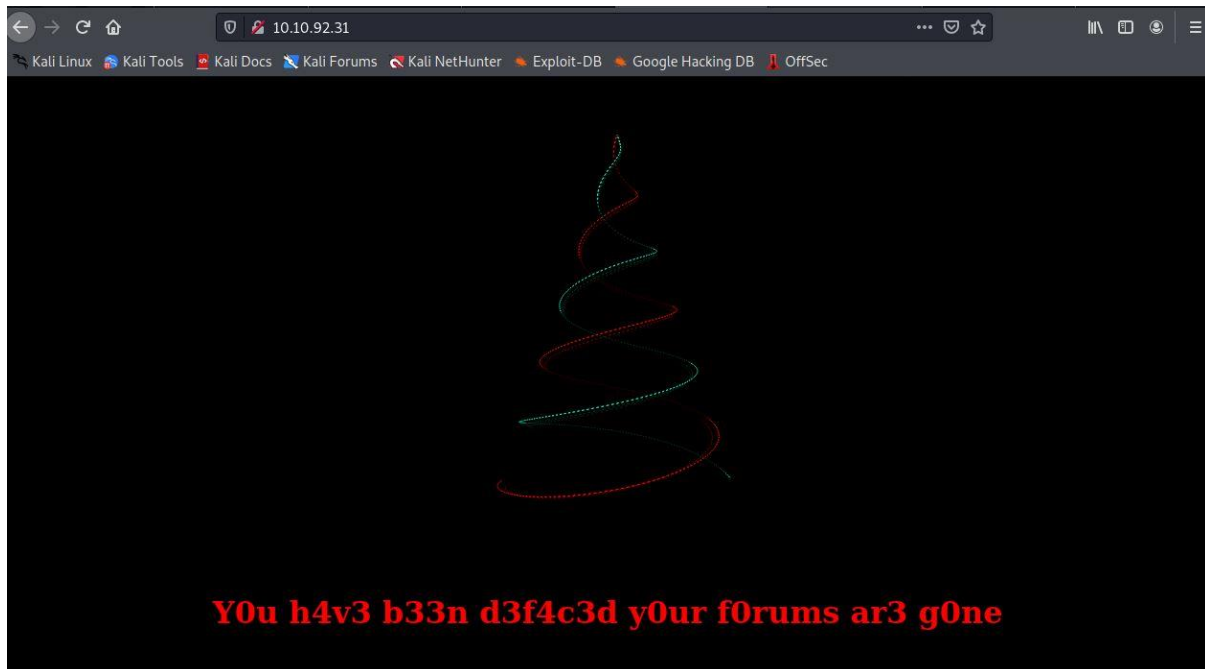 10.10.92.31
Kali Linux Kali Tools Kali Docs Kali Forums Kali NetHunter Exploit-DB Google Hacking DB OffSec
Y0u h4v3 b33n d3f4c3d y0ur f0rums ar3 g0ne